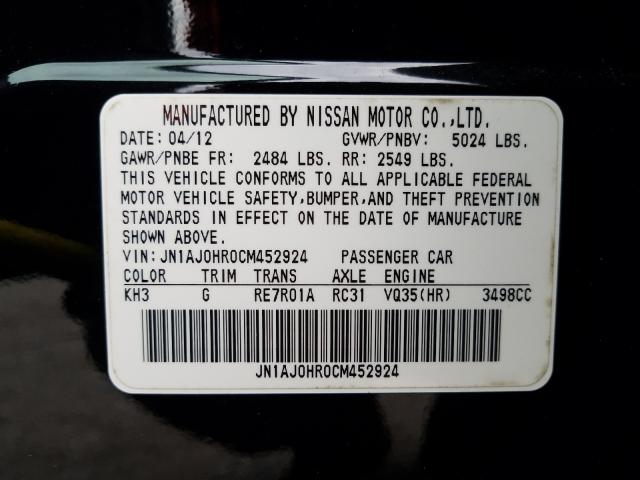 MANUFACTURED BY NISSAN MOTOR CO.,LTD.
DATE: 04/12 GVWR/PNBV: 5024 LBS.
GAWR/PNBE FR: 2484 LBS. RR: 2549 LBS.
THIS VEHICLE CONFORMS TO ALL APPLICABLE FEDERAL
MOTOR VEHICLE SAFETY,BUMPER,AND THEFT PREVENTION
STANDARDS IN EFFECT ON THE DATE OF MANUFACTURE
SHOWN ABOVE.
VIN: JN1AJ0HR0CM452924 PASSENGER CAR
COLOR TRIM TRANS AXLE ENGINE
KH3 G RE7R01A RC31 VQ35(HR) 3498CC
JN1AJ0HR0CM452924